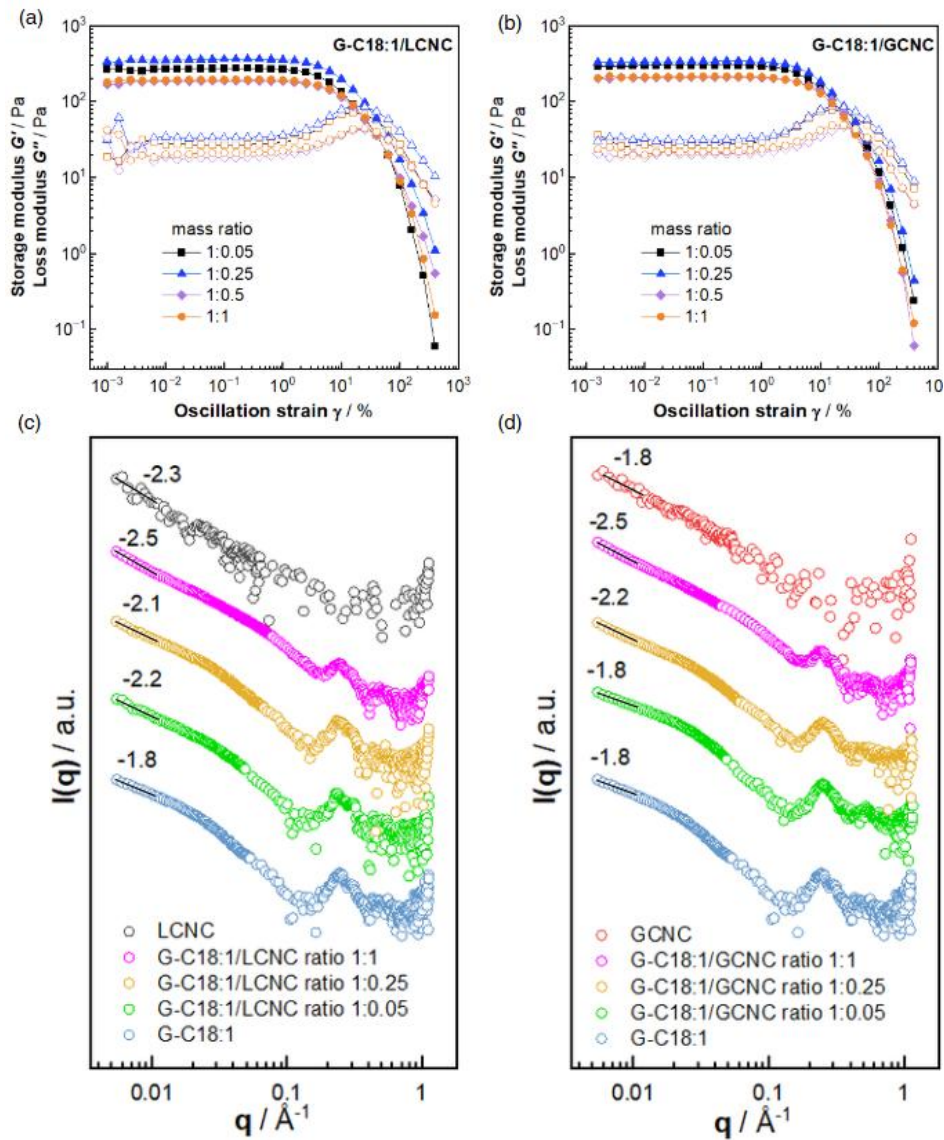 (a)
G-C18:1/LCNC
Storage modulus G' / Pa
Loss modulus G'' / Pa
10³
10²
10¹
10⁰
10⁻¹
mass ratio
1:0.05
1:0.25
1:0.5
1:1
10⁻³ 10⁻² 10⁻¹ 10⁰ 10¹ 10² 10³
Oscillation strain γ / %
(b)
G-C18:1/GCNC
Storage modulus G' / Pa
Loss modulus G'' / Pa
10³
10²
10¹
10⁰
10⁻¹
mass ratio
1:0.05
1:0.25
1:0.5
1:1
10⁻³ 10⁻² 10⁻¹ 10⁰ 10¹ 10² 10³
Oscillation strain γ / %
(c)
I(q) / a.u.
-2.3
-2.5
-2.1
-2.2
-1.8
LCNC
G-C18:1/LCNC ratio 1:1
G-C18:1/LCNC ratio 1:0.25
G-C18:1/LCNC ratio 1:0.05
G-C18:1
0.01 0.1 1
q / Å⁻¹
(d)
I(q) / a.u.
-1.8
-2.5
-2.2
-1.8
-1.8
GCNC
G-C18:1/GCNC ratio 1:1
G-C18:1/GCNC ratio 1:0.25
G-C18:1/GCNC ratio 1:0.05
G-C18:1
0.01 0.1 1
q / Å⁻¹